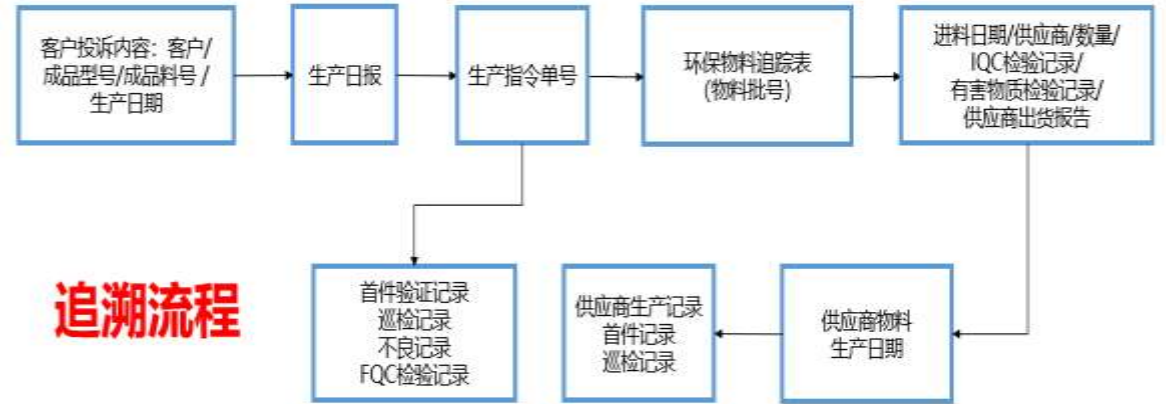 客户投诉内容：客户/
成品型号/成品料号 /
生产日期
生产日报
生产指令单号
环保物料追踪表
(物料批号)
进料日期/供应商/数量/
IQC检验记录/
有害物质检验记录/
供应商出货报告
追溯流程
首件验证记录
巡检记录
不良记录
FQC检验记录
供应商生产记录
首件记录
巡检记录
供应商物料
生产日期